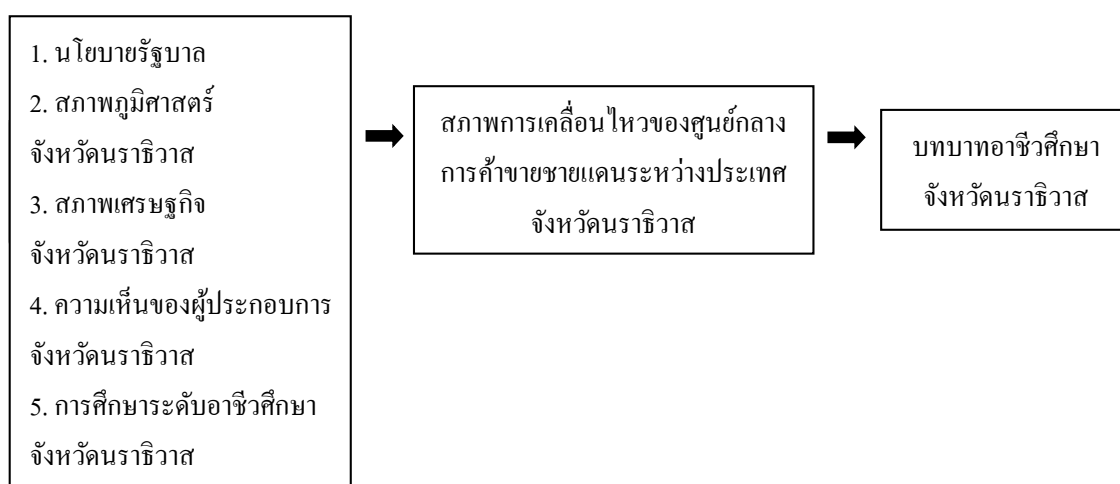 1. นโยบายรัฐบาล
2. สภาพภูมิศาสตร์
จังหวัดนราธิวาส
3. สภาพเศรษฐกิจ
จังหวัดนราธิวาส
4. ความเห็นของผู้ประกอบการ
จังหวัดนราธิวาส
5. การศึกษาระดับอาชีวศึกษา
จังหวัดนราธิวาส
สภาพการเคลื่อนไหวของศูนย์กลาง
การค้าขายชายแดนระหว่างประเทศ
จังหวัดนราธิวาส
บทบาทอาชีวศึกษา
จังหวัดนราธิวาส